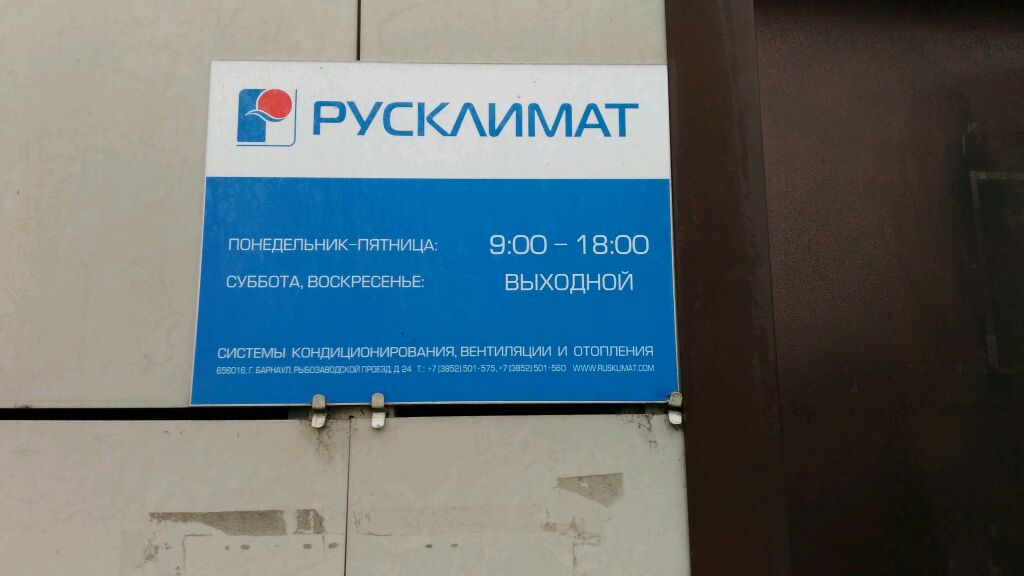 РУСКЛИМАТ
ПОНЕДЕЛЬНИК-ПЯТНИЦА: 9:00 - 18:00
СУББОТА, ВОСКРЕСЕНЬЕ: ВЫХОДНОЙ
СИСТЕМЫ КОНДИЦИОНИРОВАНИЯ, ВЕНТИЛЯЦИИ И ОТОПЛЕНИЯ
656016, Г. БАРНАУЛ, РЫБОЗАВОДСКОЙ ПРОЕЗД, Д. 24 Т.: +7 (3852) 501-575, +7 (3852) 501-560 WWW.RUSKLIMAT.COM